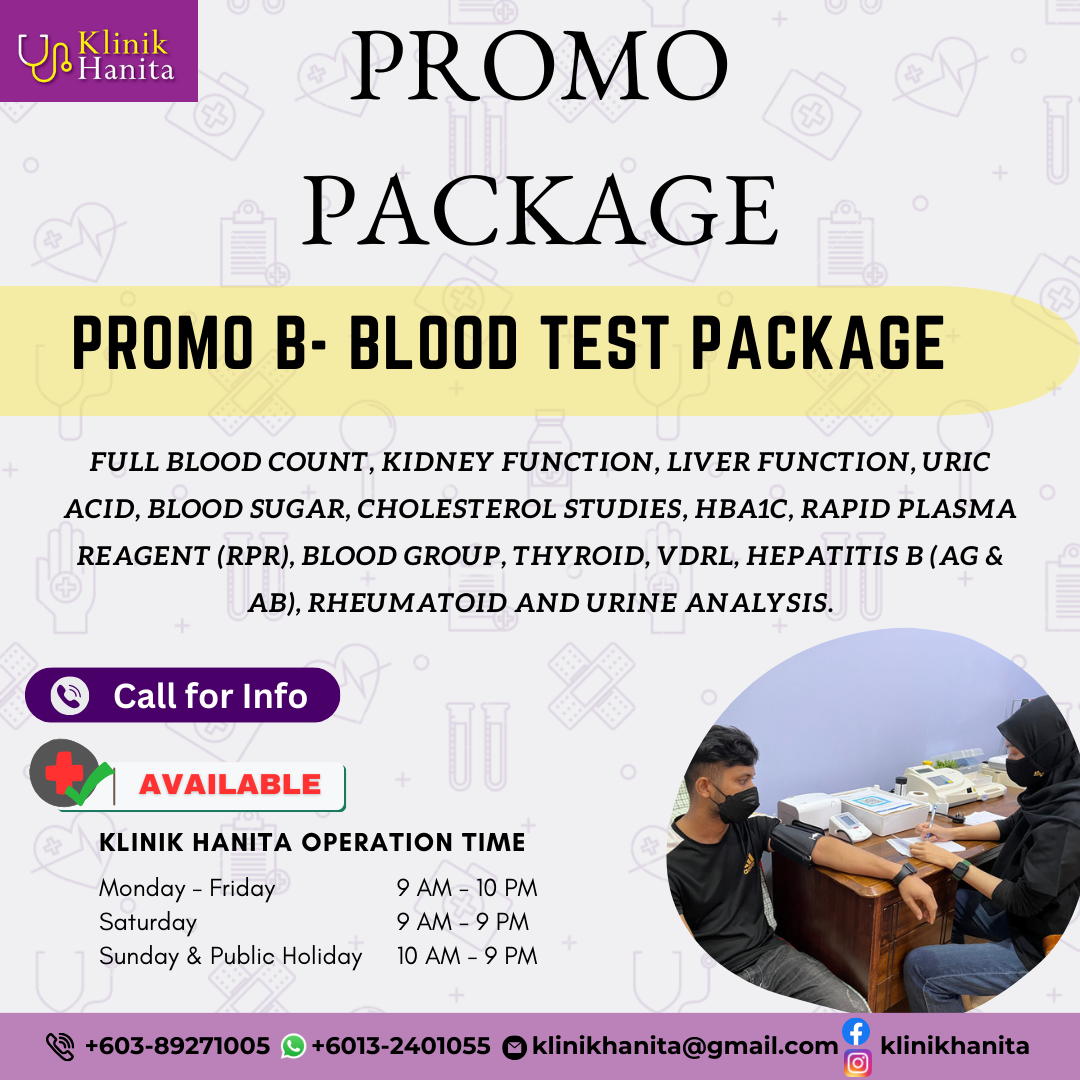 Klinik
Hanita
PROMO
PACKAGE
PROMO B- BLOOD TEST PACKAGE
FULL BLOOD COUNT, KIDNEY FUNCTION, LIVER FUNCTION, URIC
ACID, BLOOD SUGAR, CHOLESTEROL STUDIES, HBA1C, RAPID PLASMA
REAGENT (RPR), BLOOD GROUP, THYROID, VDRL, HEPATITIS B (AG &
AB), RHEUMATOID AND URINE ANALYSIS.
Call for Info
AVAILABLE
KLINIK HANITA OPERATION TIME
Monday – Friday 9 AM – 10 PM
Saturday 9 AM – 9 PM
Sunday & Public Holiday 10 AM – 9 PM
+603-89271005 +6013-2401055 klinikhanita@gmail.com klinikhanita